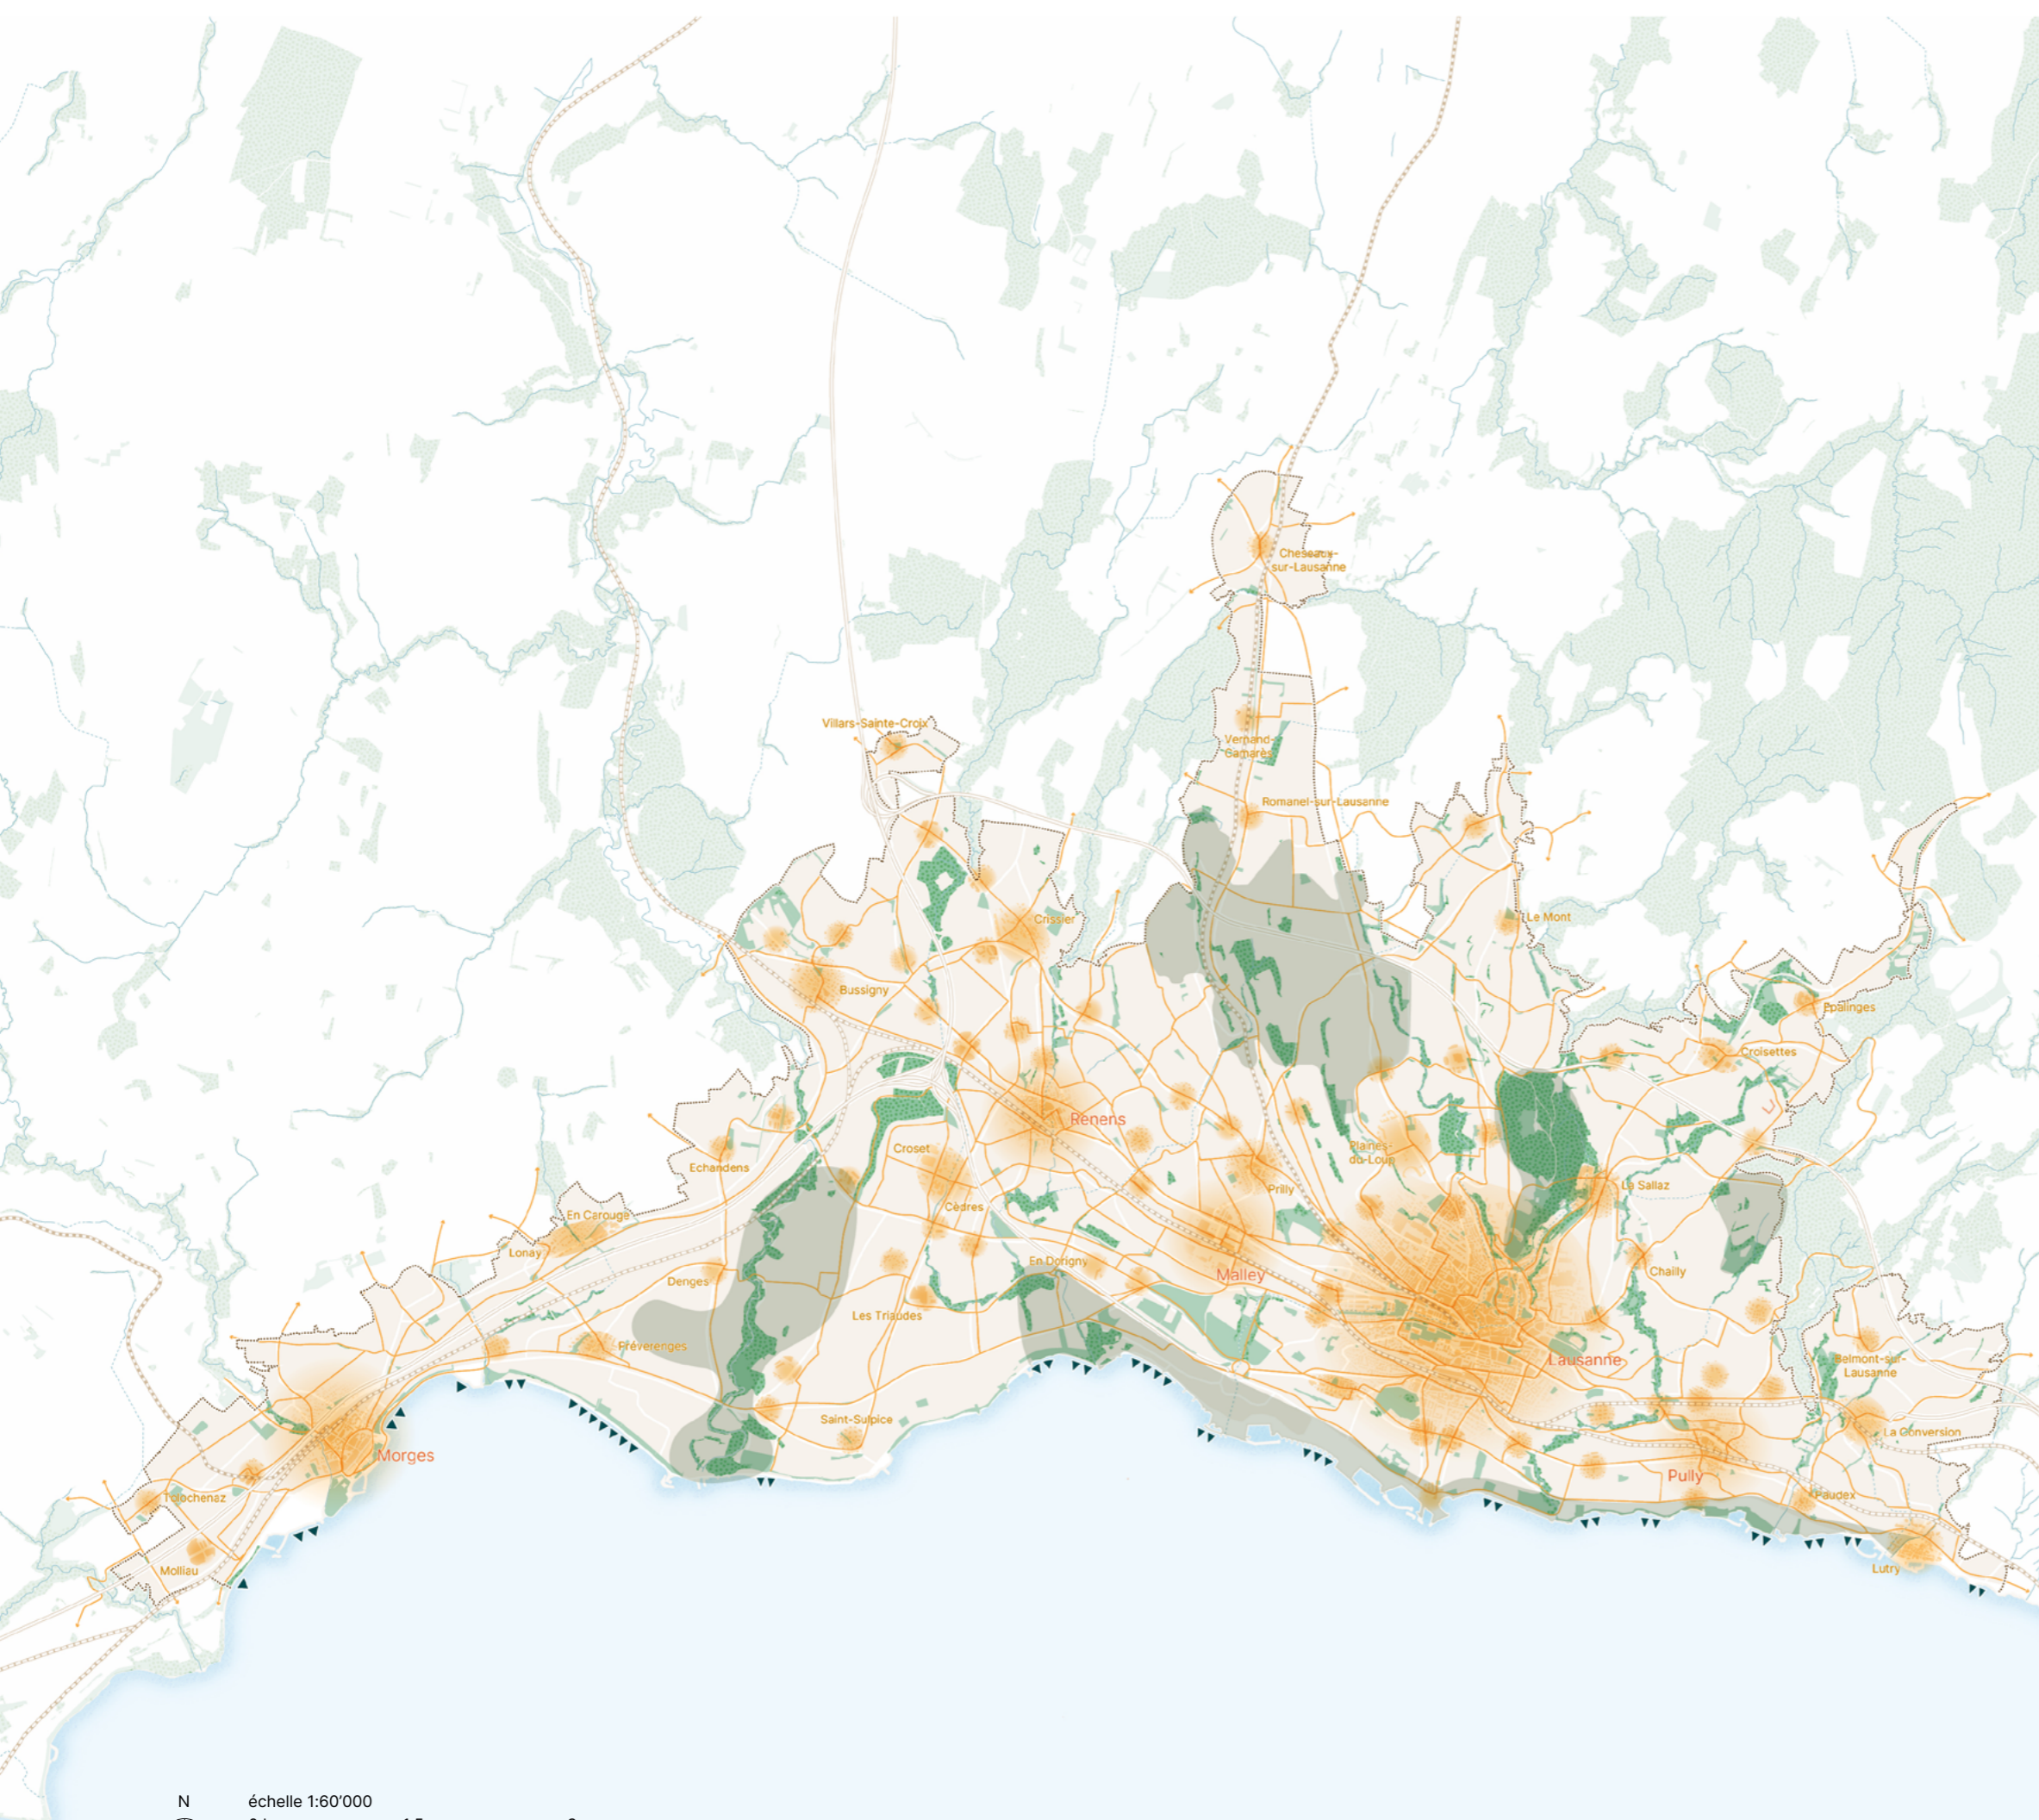 Cheseaux-
sur-Lausanne
Villars-Sainte-Croix
Vernand-
Camarès
Romanel-sur-Lausanne
Crissier
Le Mont
Bussigny
Epalinges
Croisettes
Renens
Croset
Plaines-
du-Loup
Echandens
La Sallaz
Prilly
Cèdres
En Carouge
Lonay
En Dorigny
Chailly
Malley
Denges
Les Triaudes
Préverenges
Lausanne
Belmont-sur-
Lausanne
Saint-Sulpice
La Conversion
Morges
Pully
Paudex
Tolochenaz
Lutry
Molliau
N
échelle 1:60'000